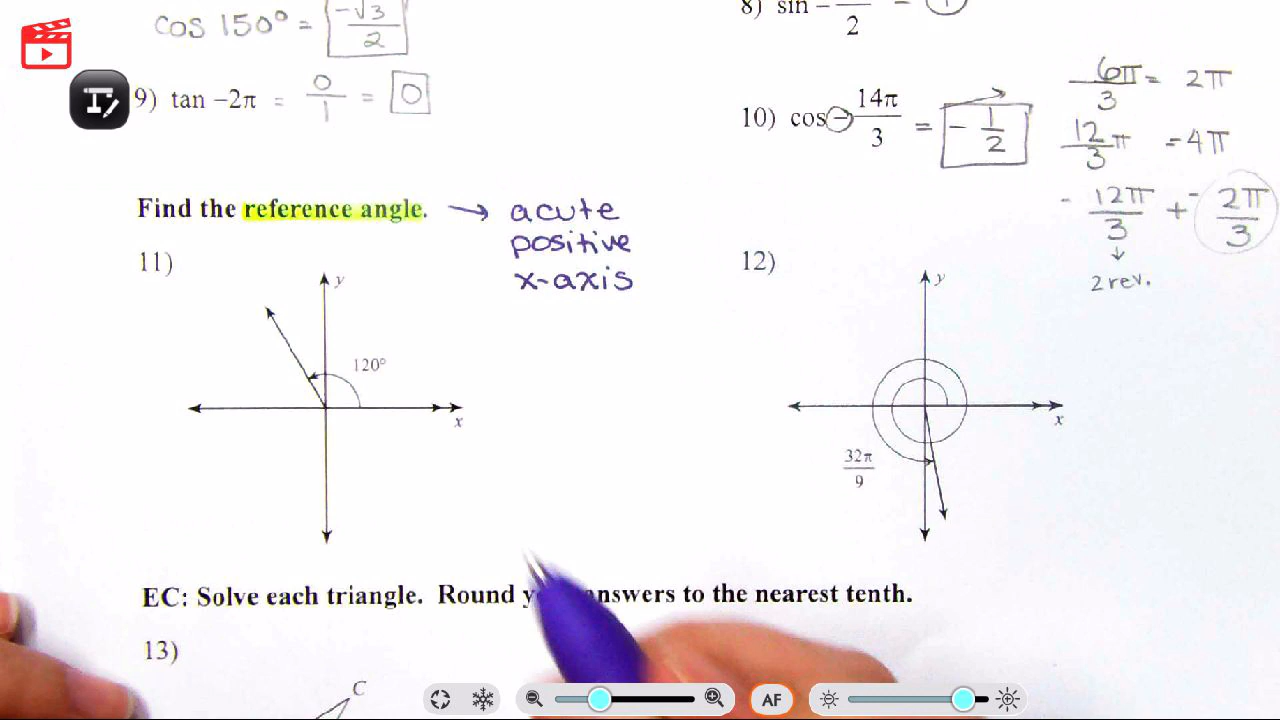 cos 150° = -√3/2
8) sin - /2 = 1
9) tan −2π = 0/1 = 0
10) cos − 14π/3 = - 1/2
6π/3 = 2π
12/3 π = 4π
- 12π/3 + - 2π/3
2 rev.
Find the reference angle. → acute
positive
x-axis
11)
12)
y
120°
x
y
32π/9
x
EC: Solve each triangle. Round y answers to the nearest tenth.
13)
C
AF